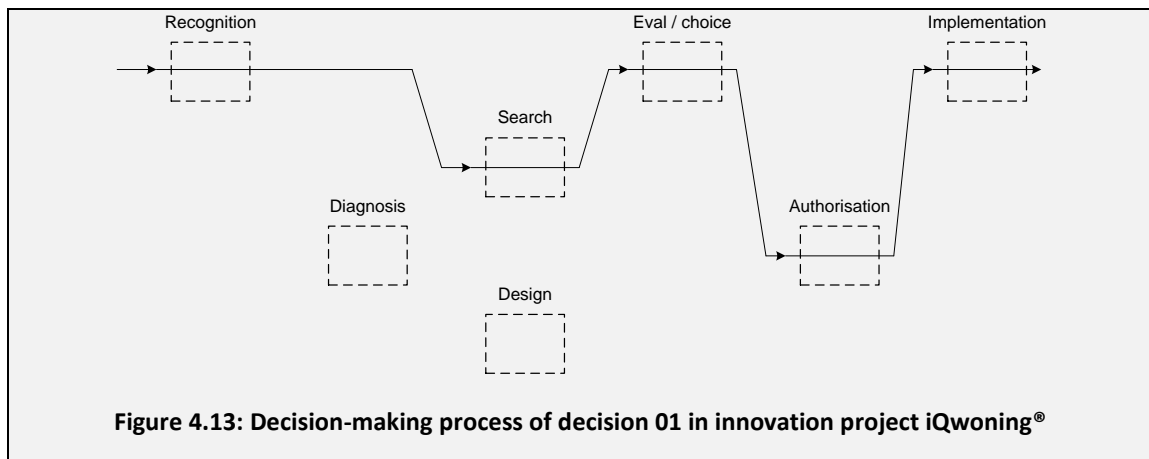 Recognition
Eval / choice
Implementation
Search
Diagnosis
Authorisation
Design
Figure 4.13: Decision-making process of decision 01 in innovation project iQwoning®